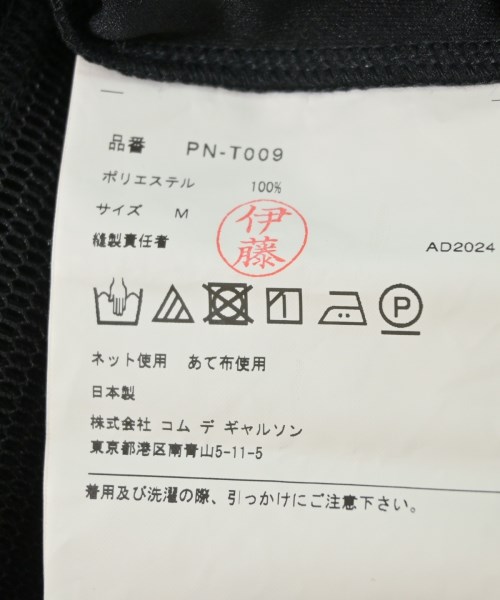 品番 PN-T009
ポリエステル 100%
サイズ M
伊藤
縫製責任者
AD2024
P
ネット使用 あて布使用
日本製
株式会社 コム デ ギャルソン
東京都港区南青山5-11-5
着用及び洗濯の際、引っかけにご注意下さい。